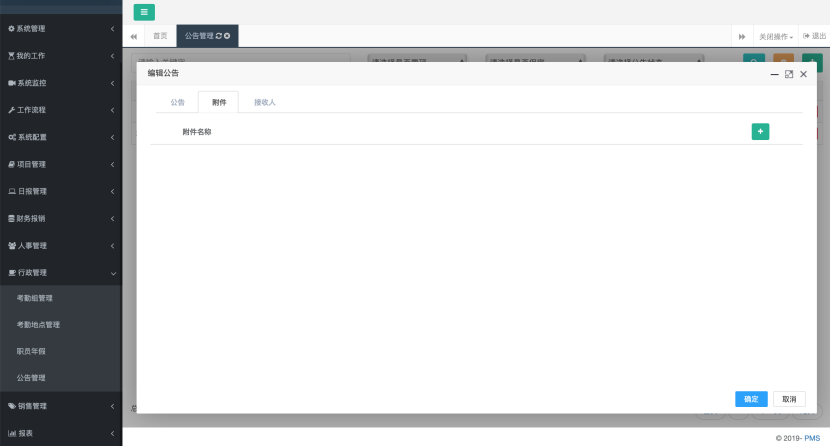 系统管理
我的工作
系统监控
工作流程
系统配置
项目管理
日报管理
财务报销
人事管理
行政管理
考勤组管理
考勤地点管理
职员年假
公告管理
销售管理
报表
首页
公告管理
关闭操作
退出
编辑公告
公告
附件
接收人
附件名称
确定
取消
© 2019- PMS